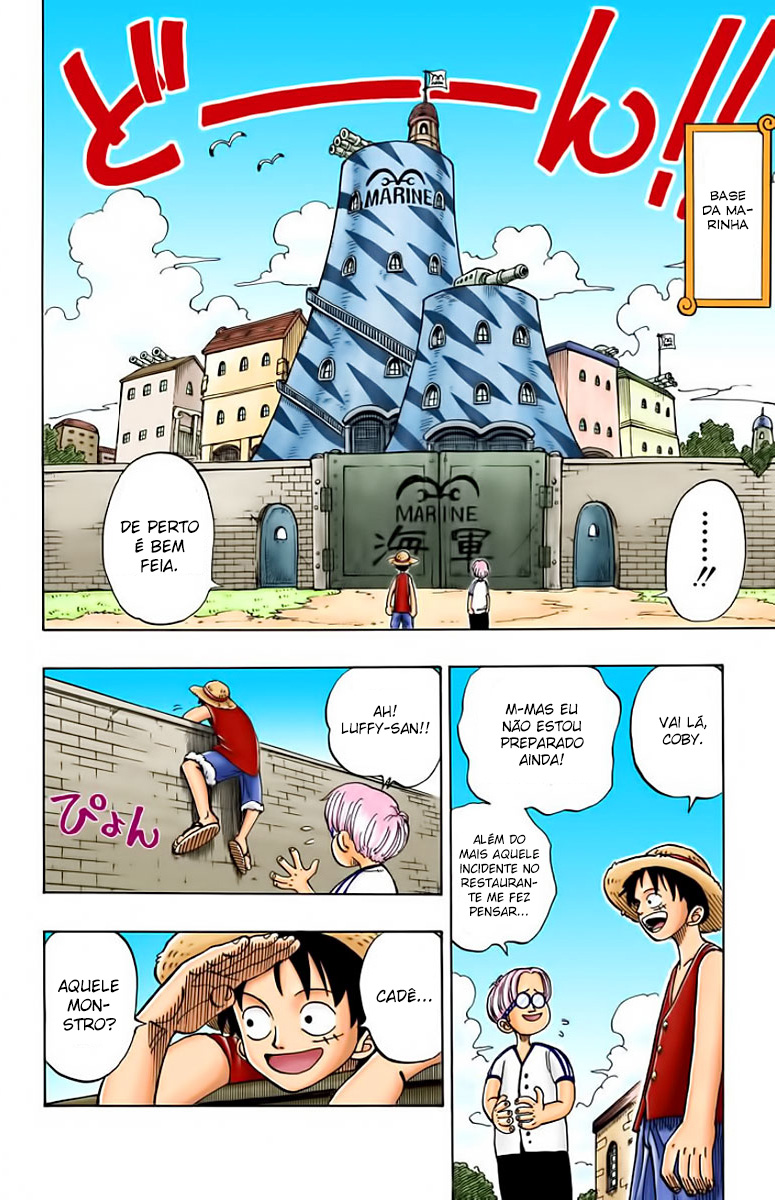 どーーん!!
BASE
DA MA-
RINHA
MARINE
MARINE
海軍
......!!
DE PERTO
É BEM
FEIA.
VAI LÁ,
COBY.
M-MAS EU
NÃO ESTOU
PREPARADO
AINDA!
ALÉM DO
MAIS AQUELE
INCIDENTE NO
RESTAURAN-
TE ME FEZ
PENSAR...
AH!
LUFFY-SAN!!
ぴょん
CADÊ...
AQUELE
MON-
STRO?